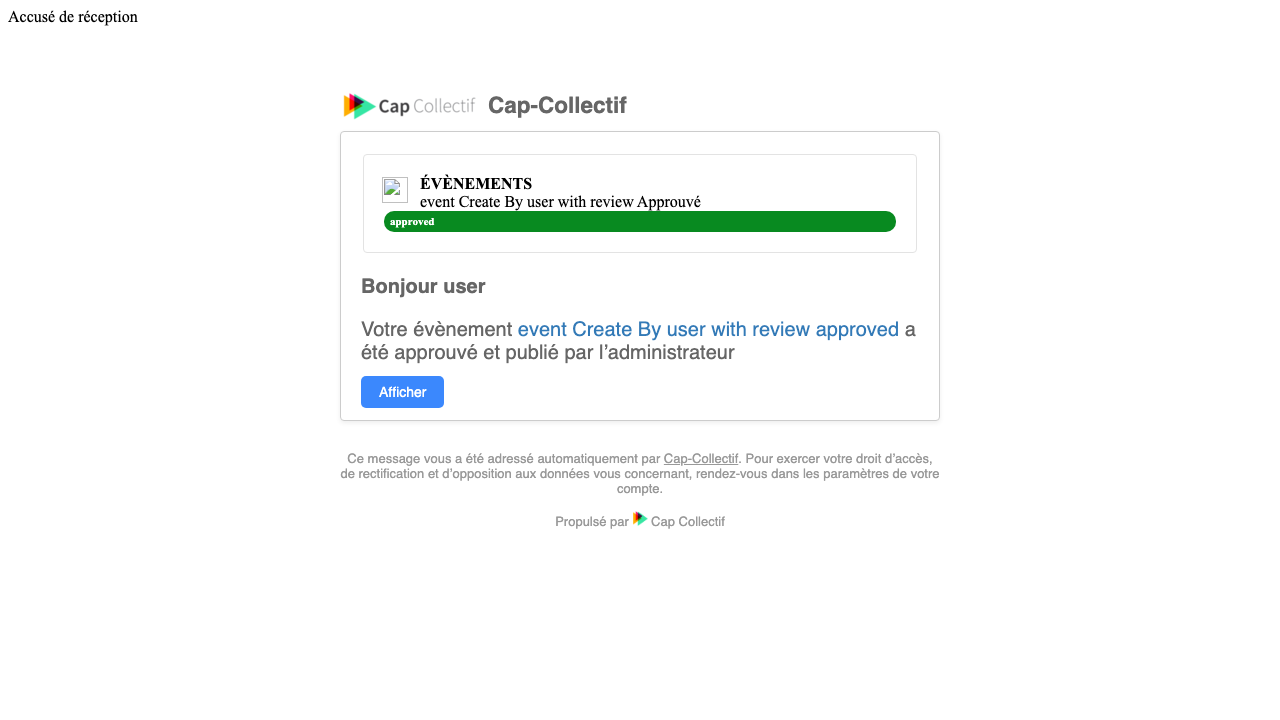 Accusé de réception
Cap Collectif Cap-Collectif
ÉVÈNEMENTS
event Create By user with review Approuvé
approved
Bonjour user
Votre évènement event Create By user with review approved a
été approuvé et publié par l’administrateur
Afficher
Ce message vous a été adressé automatiquement par Cap-Collectif. Pour exercer votre droit d’accès,
de rectification et d’opposition aux données vous concernant, rendez-vous dans les paramètres de votre
compte.
Propulsé par Cap Collectif